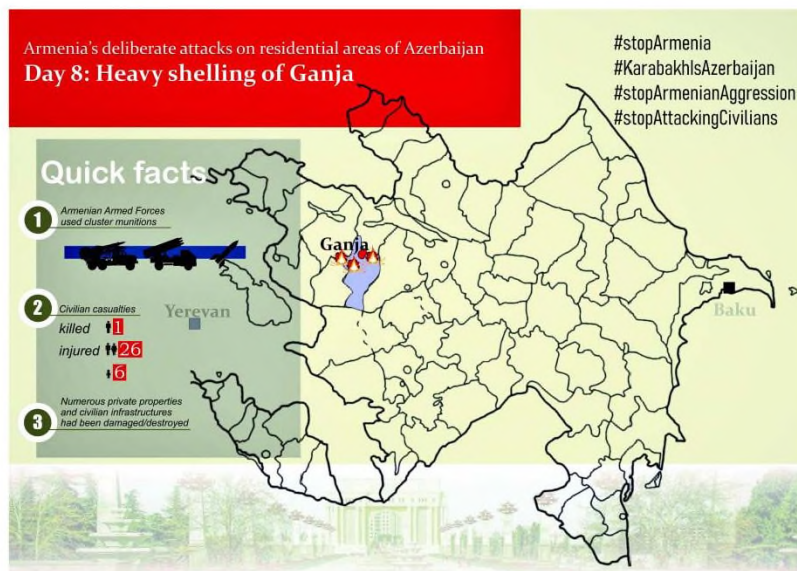 Armenia's deliberate attacks on residential areas of Azerbaijan
Day 8: Heavy shelling of Ganja
#stopArmenia
#KarabakhIsAzerbaijan
#stopArmenianAggression
#stopAttackingCivilians
Quick facts
1
Armenian Armed Forces
used cluster munitions
Ganja
2
Civilian casualties
killed 1
injured 26
6
Yerevan
Baku
3
Numerous private properties
and civilian infrastructures
had been damaged/destroyed